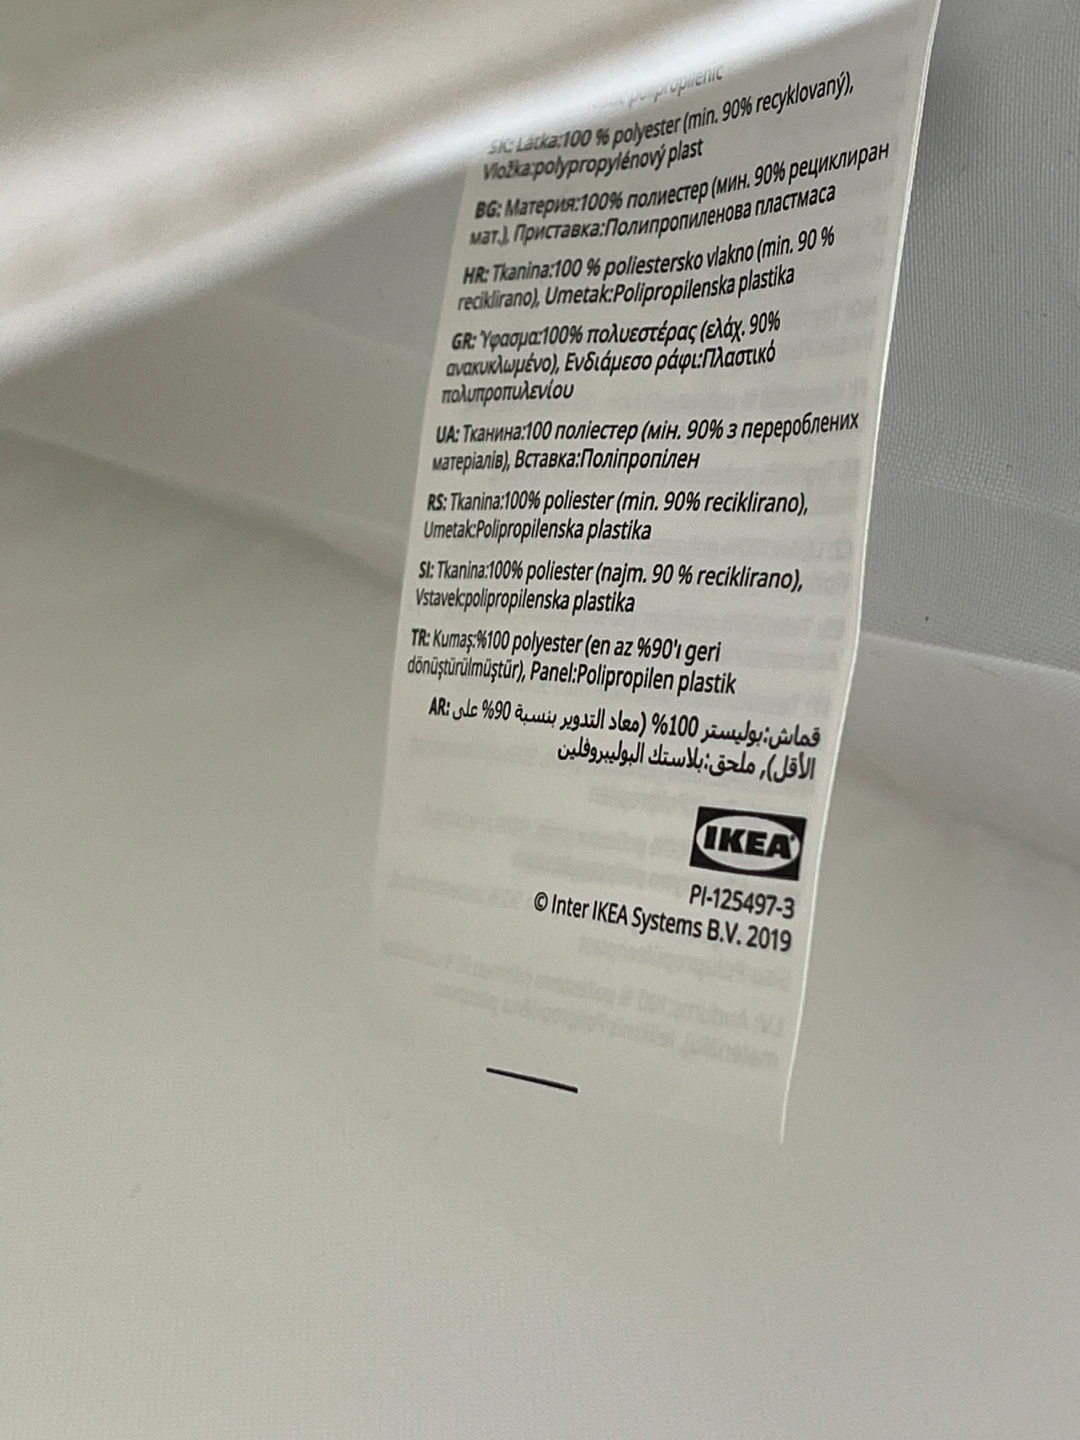 SK: Látka:100 % polyester (min. 90% recyklovaný),
Vložka:polypropylénový plast
BG: Материя:100% полиестер (мин. 90% рециклиран
мат.), Приставка:Полипропиленова пластмаса
HR: Tkanina:100 % poliestersko vlakno (min. 90 %
reciklirano), Umetak:Polipropilenska plastika
GR: Ύφασμα:100% πολυεστέρας (ελάχ. 90%
ανακυκλωμένο), Ενδιάμεσο ράφι:Πλαστικό
πολυπροπυλενίου
UA: Тканина:100 поліестер (мін. 90% з перероблених
матеріалів), Вставка:Поліпропілен
RS: Tkanina:100% poliester (min. 90% reciklirano),
Umetak:Polipropilenska plastika
SI: Tkanina:100% poliester (najm. 90 % reciklirano),
Vstavek:polipropilenska plastika
TR: Kumaş:%100 polyester (en az %90'ı geri
dönüştürülmüştür), Panel:Polipropilen plastik
AR: قماش:بوليستر 100% (معاد التدوير بنسبة 90% على
الأقل), ملحق:بلاستك البوليبروفلين
IKEA
PI-125497-3
© Inter IKEA Systems B.V. 2019